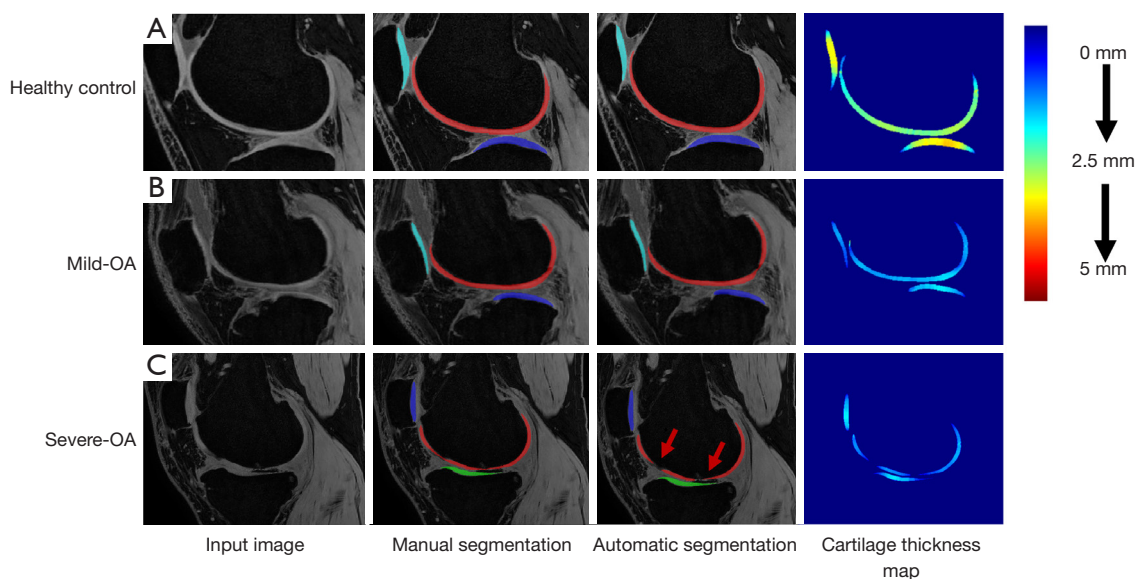 A
Healthy control
0 mm
2.5 mm
B
Mild-OA
5 mm
C
Severe-OA
Input image
Manual segmentation
Automatic segmentation
Cartilage thickness
map